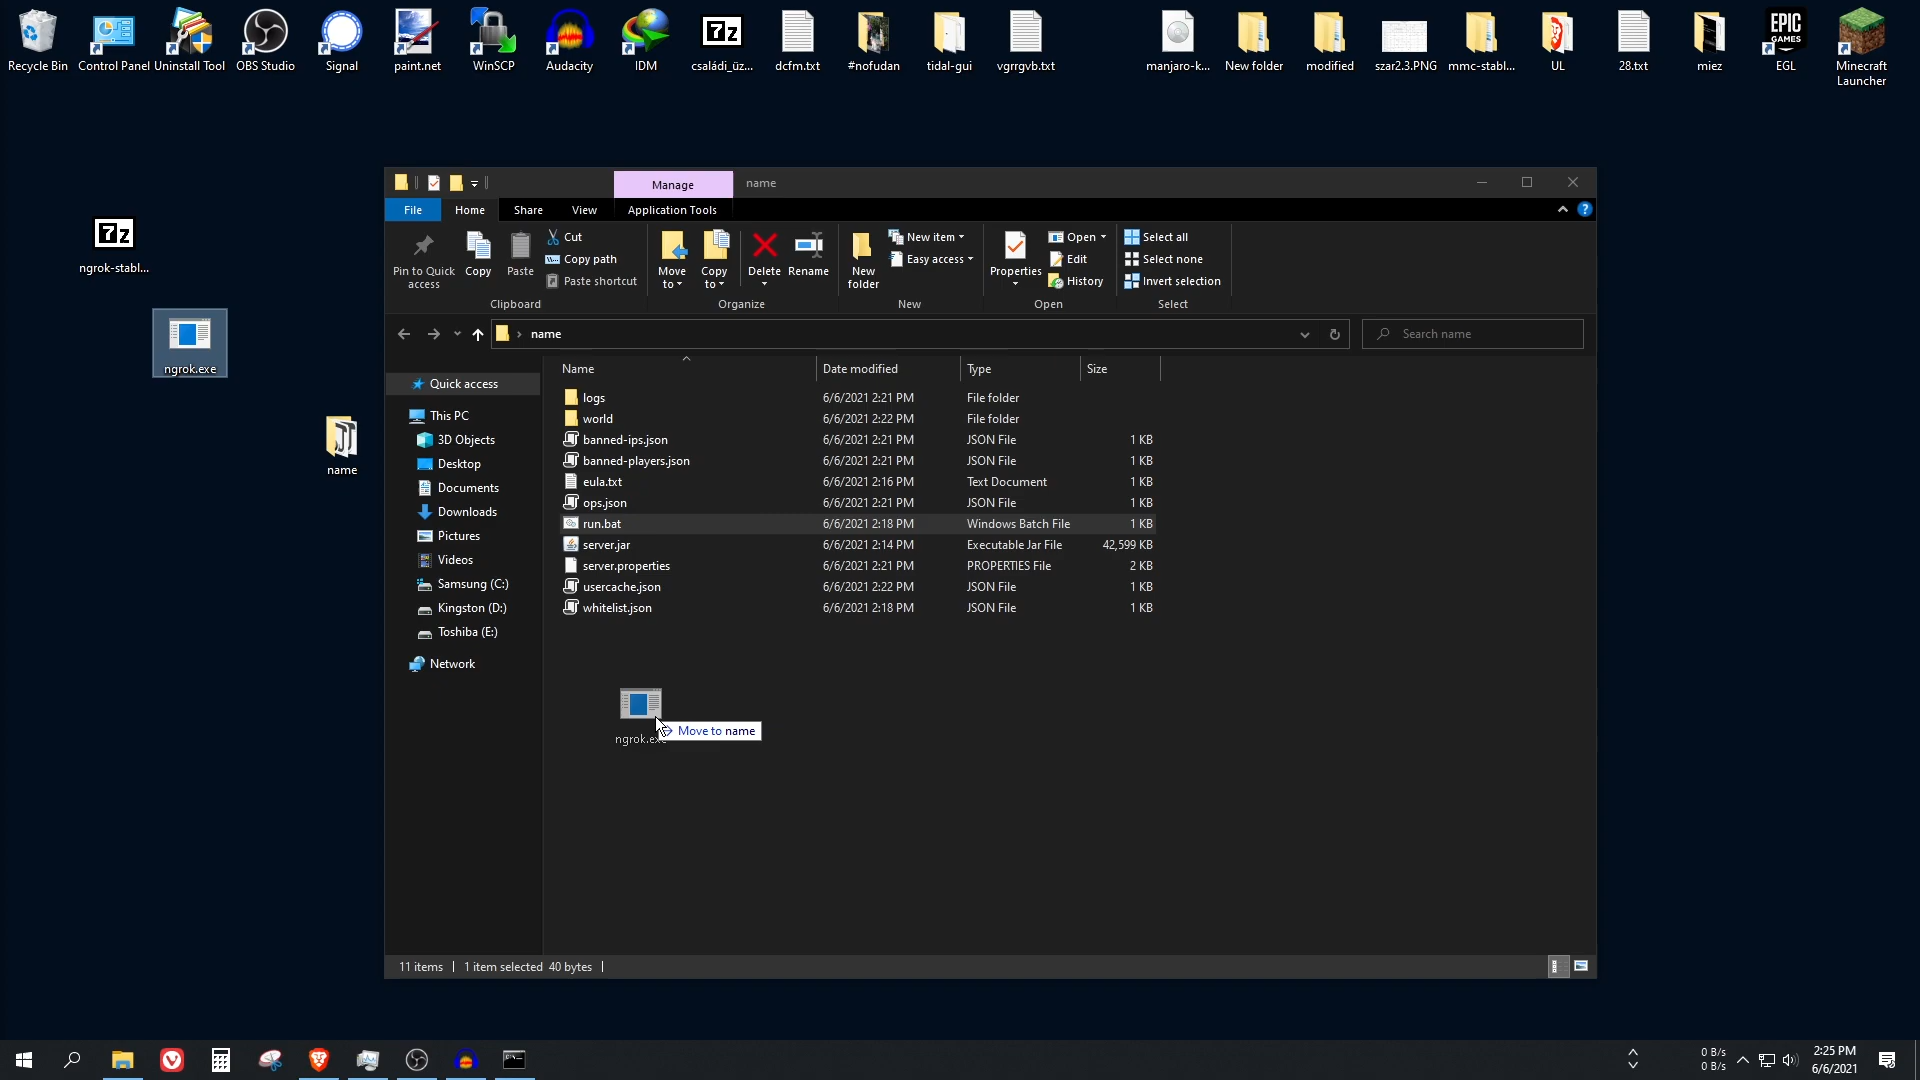 Recycle Bin
Control Panel
Uninstall Tool
OBS Studio
Signal
paint.net
WinSCP
Audacity
IDM
családi_üz...
dcfm.txt
#nofudan
tidal-gui
vgrrgvb.txt
manjaro-k...
New folder
modified
szar2.3.PNG
mmc-stabl...
UL
28.txt
miez
EPIC
GAMES
EGL
Minecraft
Launcher
7z
7z
ngrok-stabl...
ngrok.exe
name
Manage
name
File
Home
Share
View
Application Tools
Pin to Quick
access
Copy
Paste
Cut
Copy path
Paste shortcut
Clipboard
Move
to
Copy
to
Delete
Rename
Organize
New
folder
New item
Easy access
New
Properties
Open
Edit
History
Open
Select all
Select none
Invert selection
Select
name
Search name
Quick access
This PC
3D Objects
Desktop
Documents
Downloads
Pictures
Videos
Samsung (C:)
Kingston (D:)
Toshiba (E:)
Network
Name Date modified Type Size
logs 6/6/2021 2:21 PM File folder
world 6/6/2021 2:22 PM File folder
banned-ips.json 6/6/2021 2:21 PM JSON File 1 KB
banned-players.json 6/6/2021 2:21 PM JSON File 1 KB
eula.txt 6/6/2021 2:16 PM Text Document 1 KB
ops.json 6/6/2021 2:21 PM JSON File 1 KB
run.bat 6/6/2021 2:18 PM Windows Batch File 1 KB
server.jar 6/6/2021 2:14 PM Executable Jar File 42,599 KB
server.properties 6/6/2021 2:21 PM PROPERTIES File 2 KB
usercache.json 6/6/2021 2:22 PM JSON File 1 KB
whitelist.json 6/6/2021 2:18 PM JSON File 1 KB
Move to name
ngrok.exe
11 items 1 item selected 40 bytes
0 B/s
0 B/s
2:25 PM
6/6/2021